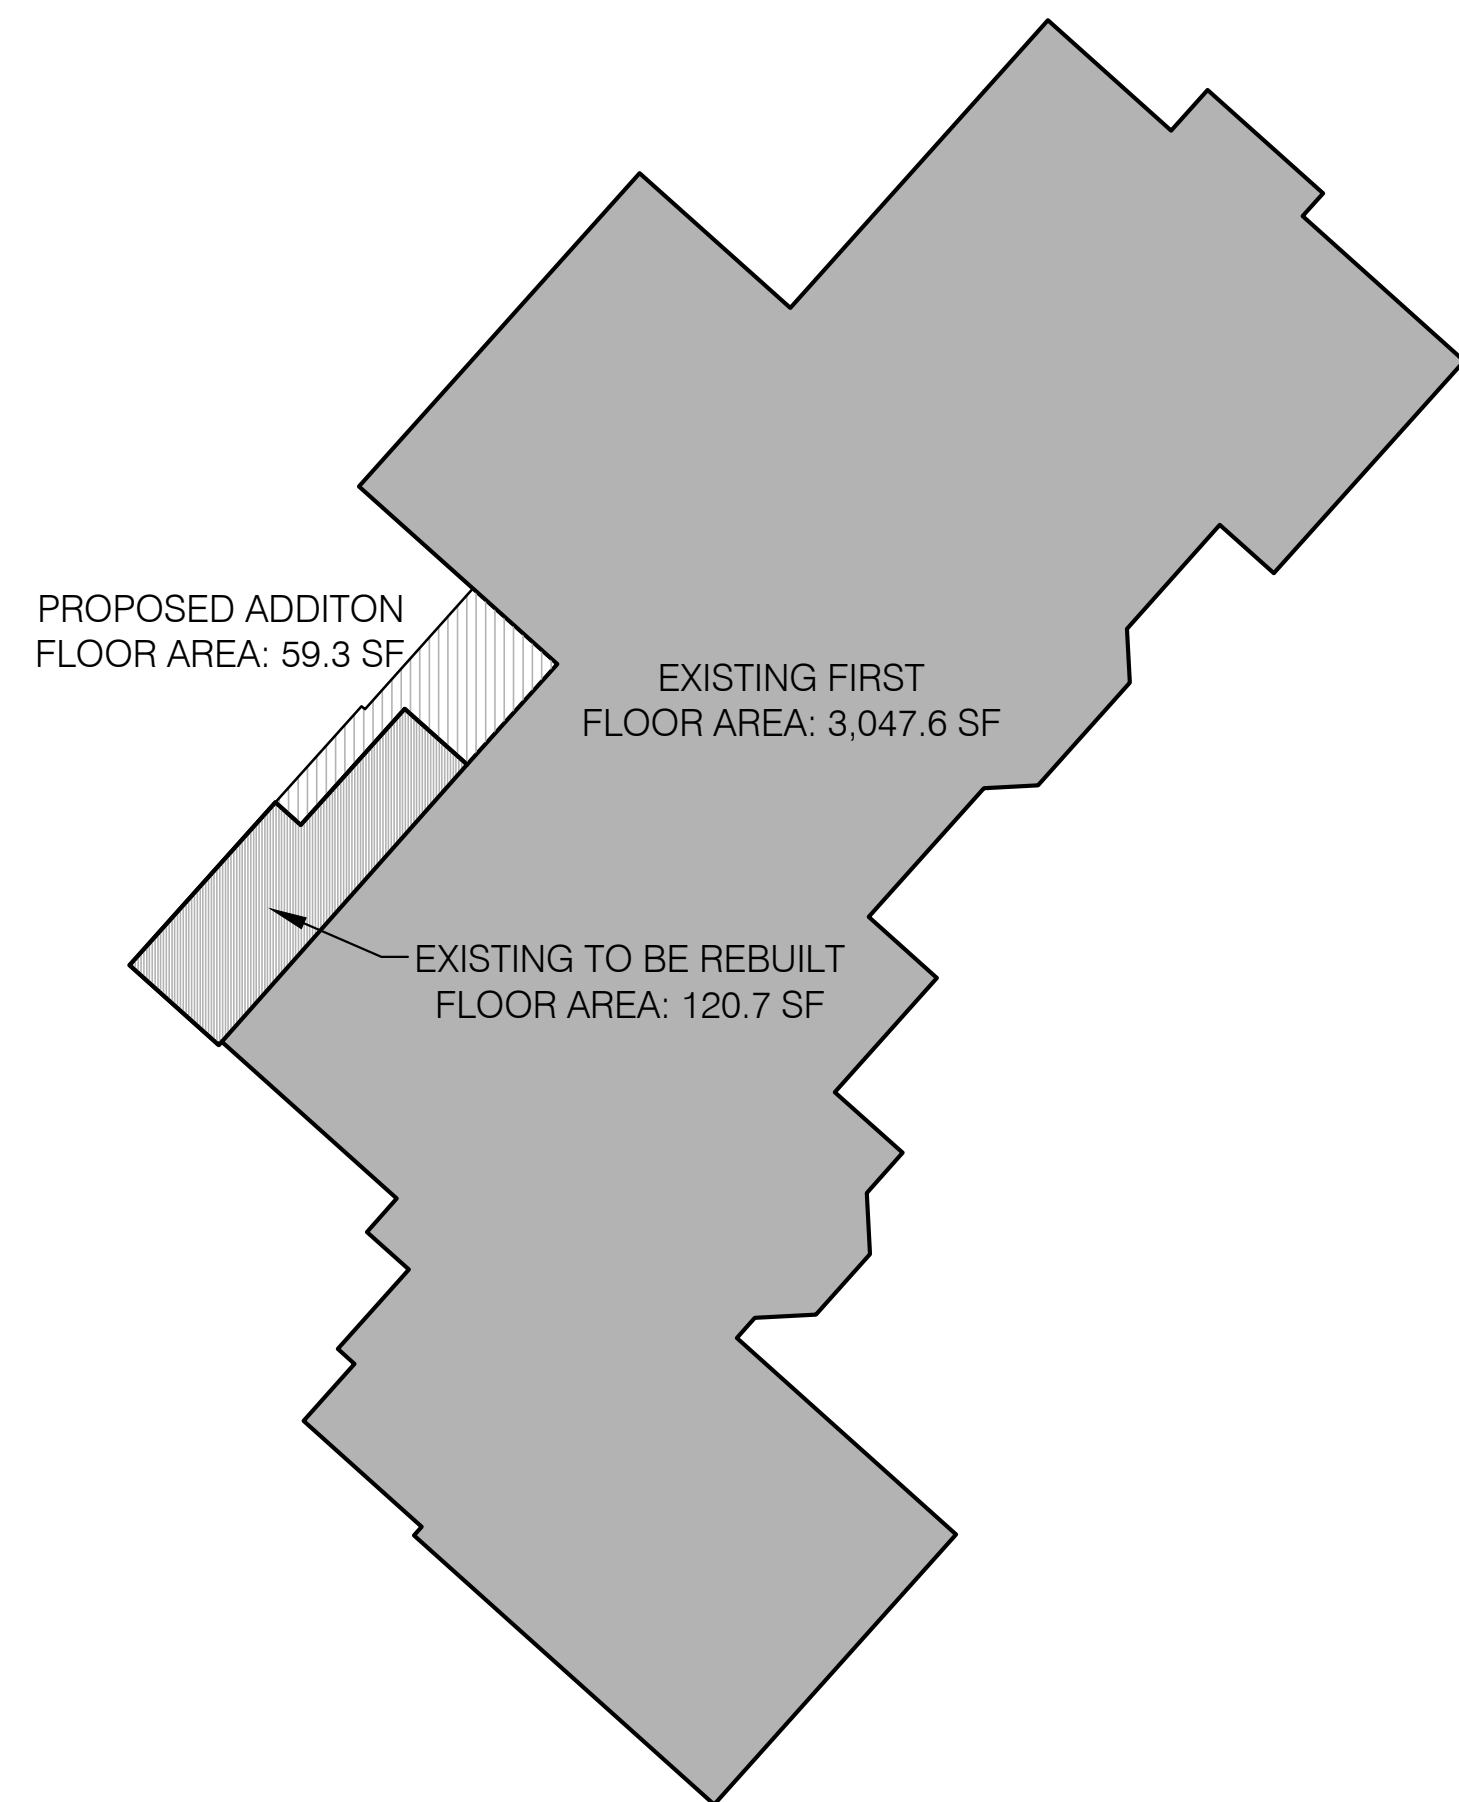 PROPOSED ADDITON
FLOOR AREA: 59.3 SF
EXISTING FIRST
FLOOR AREA: 3,047.6 SF
EXISTING TO BE REBUILT
FLOOR AREA: 120.7 SF